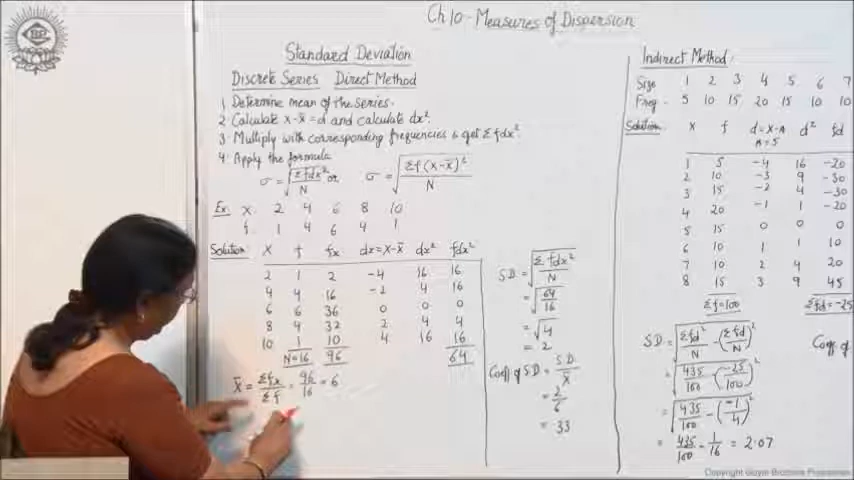 Ch 10 - Measures of Dispersion
Standard Deviation
Discrete Series Direct Method
1 Determine mean of the series.
2 Calculate x-x̄ = d and calculate dx².
3 Multiply with corresponding frequencies & get Σfdx².
4 Apply the formula
σ = √(Σfdx²/N) or σ = √(Σf(x-x̄)²/N)
Ex: X 2 4 6 8 10
f 1 4 6 4 1
Solution X f fx dx=x-x̄ dx² fdx²
2 1 2 -4 16 16
4 4 16 -2 4 16
6 6 36 0 0 0
8 4 32 2 4 4
10 1 10 4 16 16
N=16 96 64
x̄ = Σfx/Σf = 96/16 = 6
SD = √(Σfdx²/N)
= √(64/16)
= √4
= 2
Coeff of SD = SD/x̄
= 2/6
= .33
Indirect Method:
Size 1 2 3 4 5 6 7
Freq. 5 10 15 20 15 10 10
Solution X f d=X-A d² fd
A=5
1 5 -4 16 -20
2 10 -3 9 -30
3 15 -2 4 -30
4 20 -1 1 -20
5 15 0 0 0
6 10 1 1 10
7 10 2 4 20
8 15 3 9 45
Σf=100 Σfd=-25
SD = √(Σfd²/N - (Σfd/N)²)
= √(435/100 - (-25/100)²)
= √(435/100 - (-1/4)²)
= 435/100 - 1/16 = 2.07
Coeff of